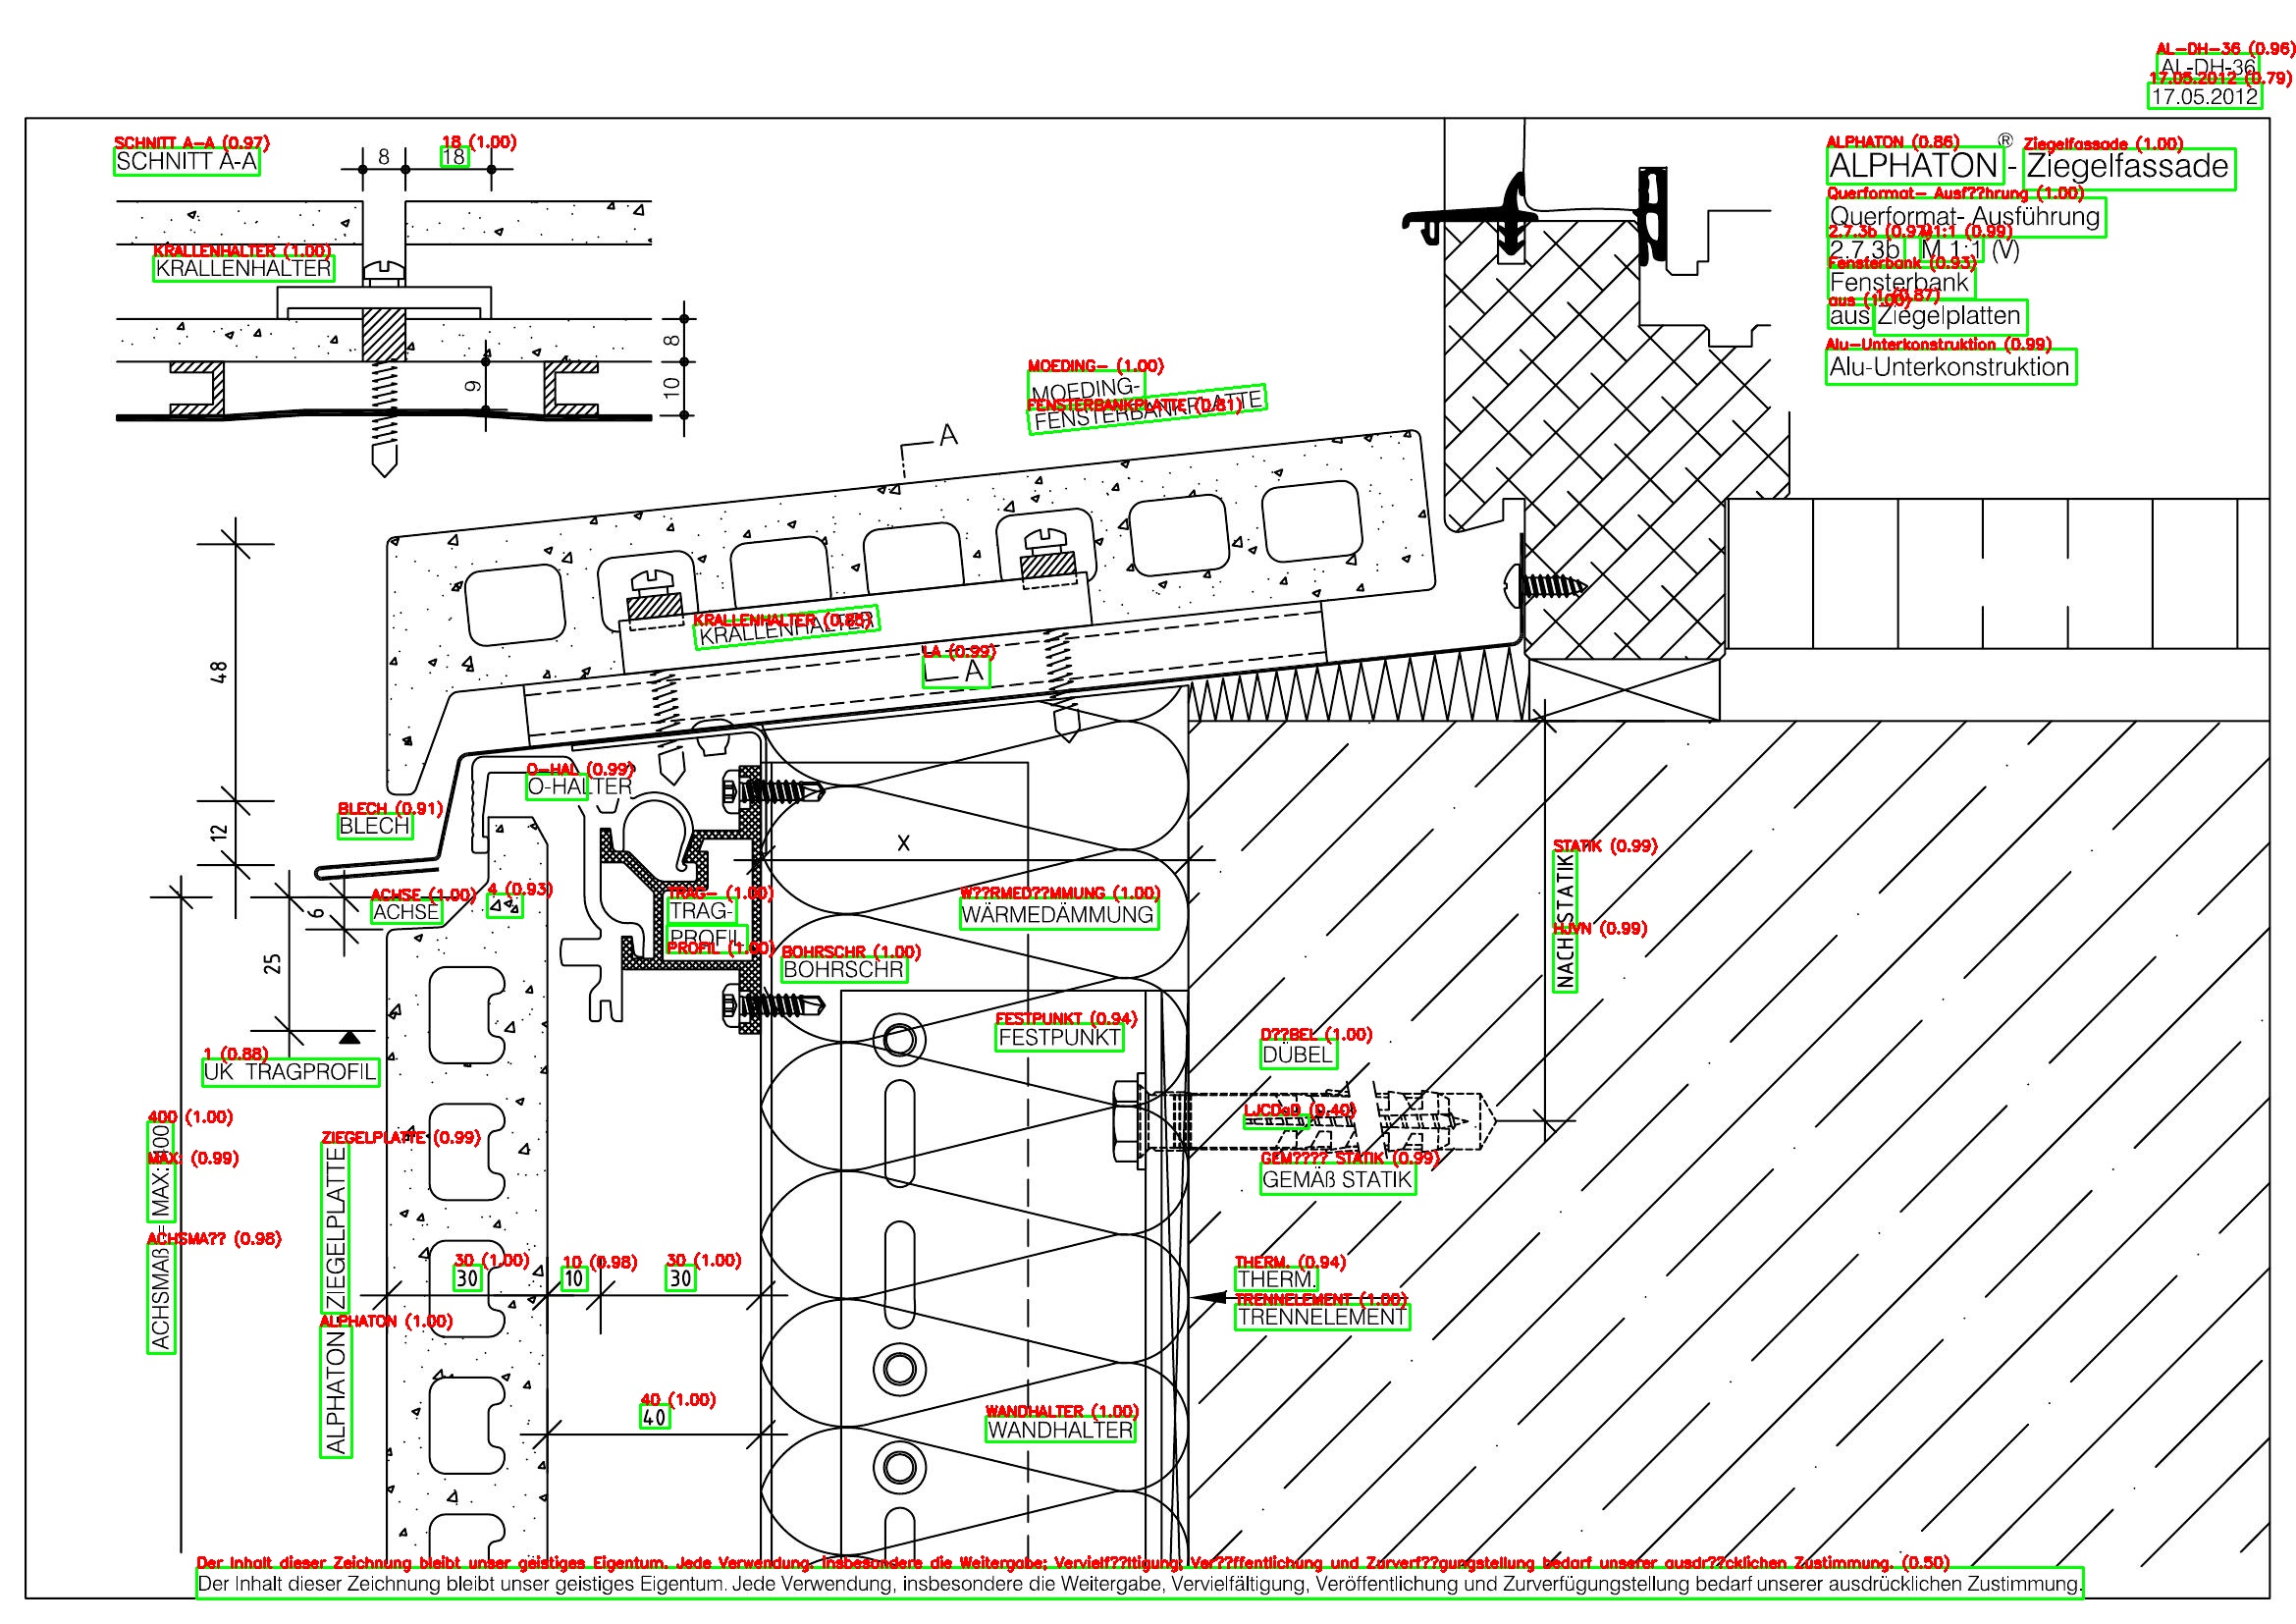 AL-DH-36 (0.96)
AL-DH-36
17.05.2012 (0.79)
17.05.2012
SCHNITT A-A (0.97)
SCHNITT A-A
8
18 (1.00)
18
KRALLENHALTER (1.00)
KRALLENHALTER
8
10
9
ALPHATON (0.86)
Ziegelfassade (1.00)
ALPHATON® - Ziegelfassade
Querformat- Ausf??hrung (1.00)
Querformat- Ausführung
2.7.3b (0.97)
M1:1 (0.99)
2.7.3b M 1:1 (V)
Fensterbank (0.93)
Fensterbank
aus (1.00)
1 (0.87)
aus Ziegelplatten
Alu-Unterkonstruktion (0.99)
Alu-Unterkonstruktion
MOEDING- (1.00)
MOEDING-
FENSTERBANKPLATTE (0.81)
FENSTERBANKPLATTE
A
KRALLENHALTER (0.85)
KRALLENHALTER
LA (0.99)
A
48
12
6
25
O-HAL (0.99)
O-HALTER
BLECH (0.91)
BLECH
ACHSE (1.00)
ACHSE
4 (0.93)
TRAG- (1.00)
TRAG-
PROFIL
PROFIL (1.00)
X
W??RMED??MMUNG (1.00)
WÄRMEDÄMMUNG
BOHRSCHR (1.00)
BOHRSCHR
STATIK (0.99)
HJVN (0.99)
NACH STATIK
FESTPUNKT (0.94)
FESTPUNKT
D??BEL (1.00)
DÜBEL
1 (0.88)
UK TRAGPROFIL
LJCDaD (0.40)
GEM???? STATIK (0.99)
GEMÄß STATIK
400 (1.00)
MAX: (0.99)
ACHSMA?? (0.98)
ACHSMAß = MAX: 400
ZIEGELPLATTE (0.99)
ALPHATON (1.00)
ALPHATON ZIEGELPLATTE
30 (1.00)
30
10 (0.98)
10
30 (1.00)
30
THERM. (0.94)
THERM.
TRENNELEMENT (1.00)
TRENNELEMENT
40 (1.00)
40
WANDHALTER (1.00)
WANDHALTER
Der Inhalt dieser Zeichnung bleibt unser geistiges Eigentum. Jede Verwendung, insbesondere die Weitergabe; Vervielf??ltigung; Ver??ffentlichung und Zurverf??gungstellung bedarf unserer ausdr??cklichen Zustimmung. (0.50)
Der Inhalt dieser Zeichnung bleibt unser geistiges Eigentum. Jede Verwendung, insbesondere die Weitergabe, Vervielfältigung, Veröffentlichung und Zurverfügungstellung bedarf unserer ausdrücklichen Zustimmung.